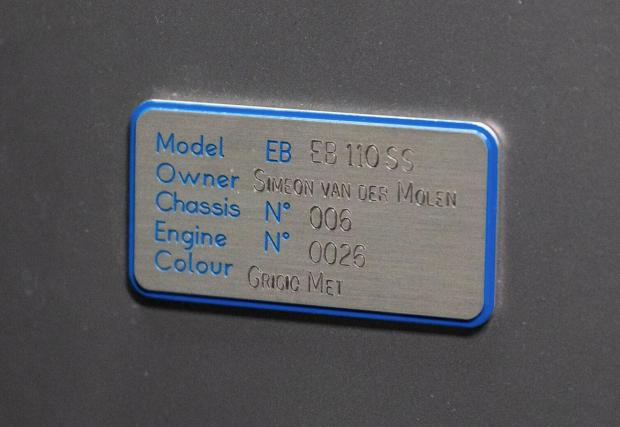 Model EB EB 110 SS
Owner Simeon van der Molen
Chassis N° 006
Engine N° 0026
Colour Grigio Met